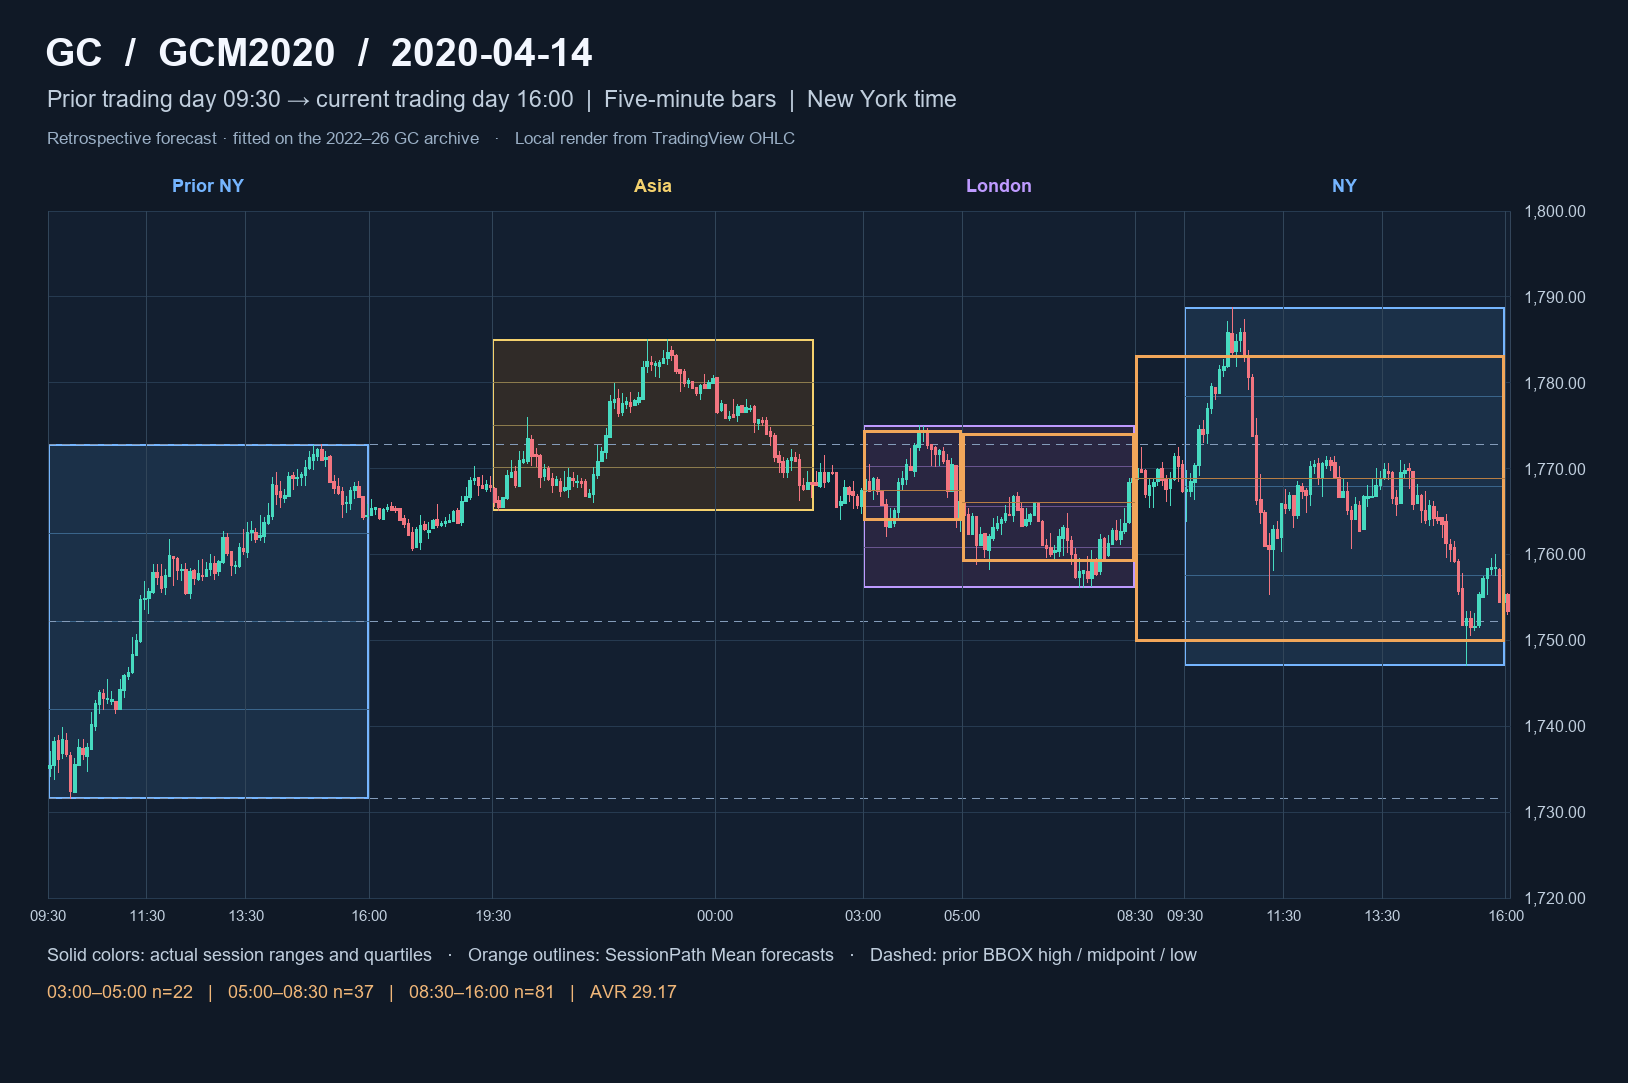 GC / GCM2020 / 2020-04-14
Prior trading day 09:30 → current trading day 16:00 | Five-minute bars | New York time
Retrospective forecast · fitted on the 2022–26 GC archive · Local render from TradingView OHLC
Prior NY Asia London NY
1,800.00
1,790.00
1,780.00
1,770.00
1,760.00
1,750.00
1,740.00
1,730.00
1,720.00
09:30 11:30 13:30 16:00 19:30 00:00 03:00 05:00 08:30 09:30 11:30 13:30 16:00
Solid colors: actual session ranges and quartiles · Orange outlines: SessionPath Mean forecasts · Dashed: prior BBOX high / midpoint / low
03:00–05:00 n=22 | 05:00–08:30 n=37 | 08:30–16:00 n=81 | AVR 29.17